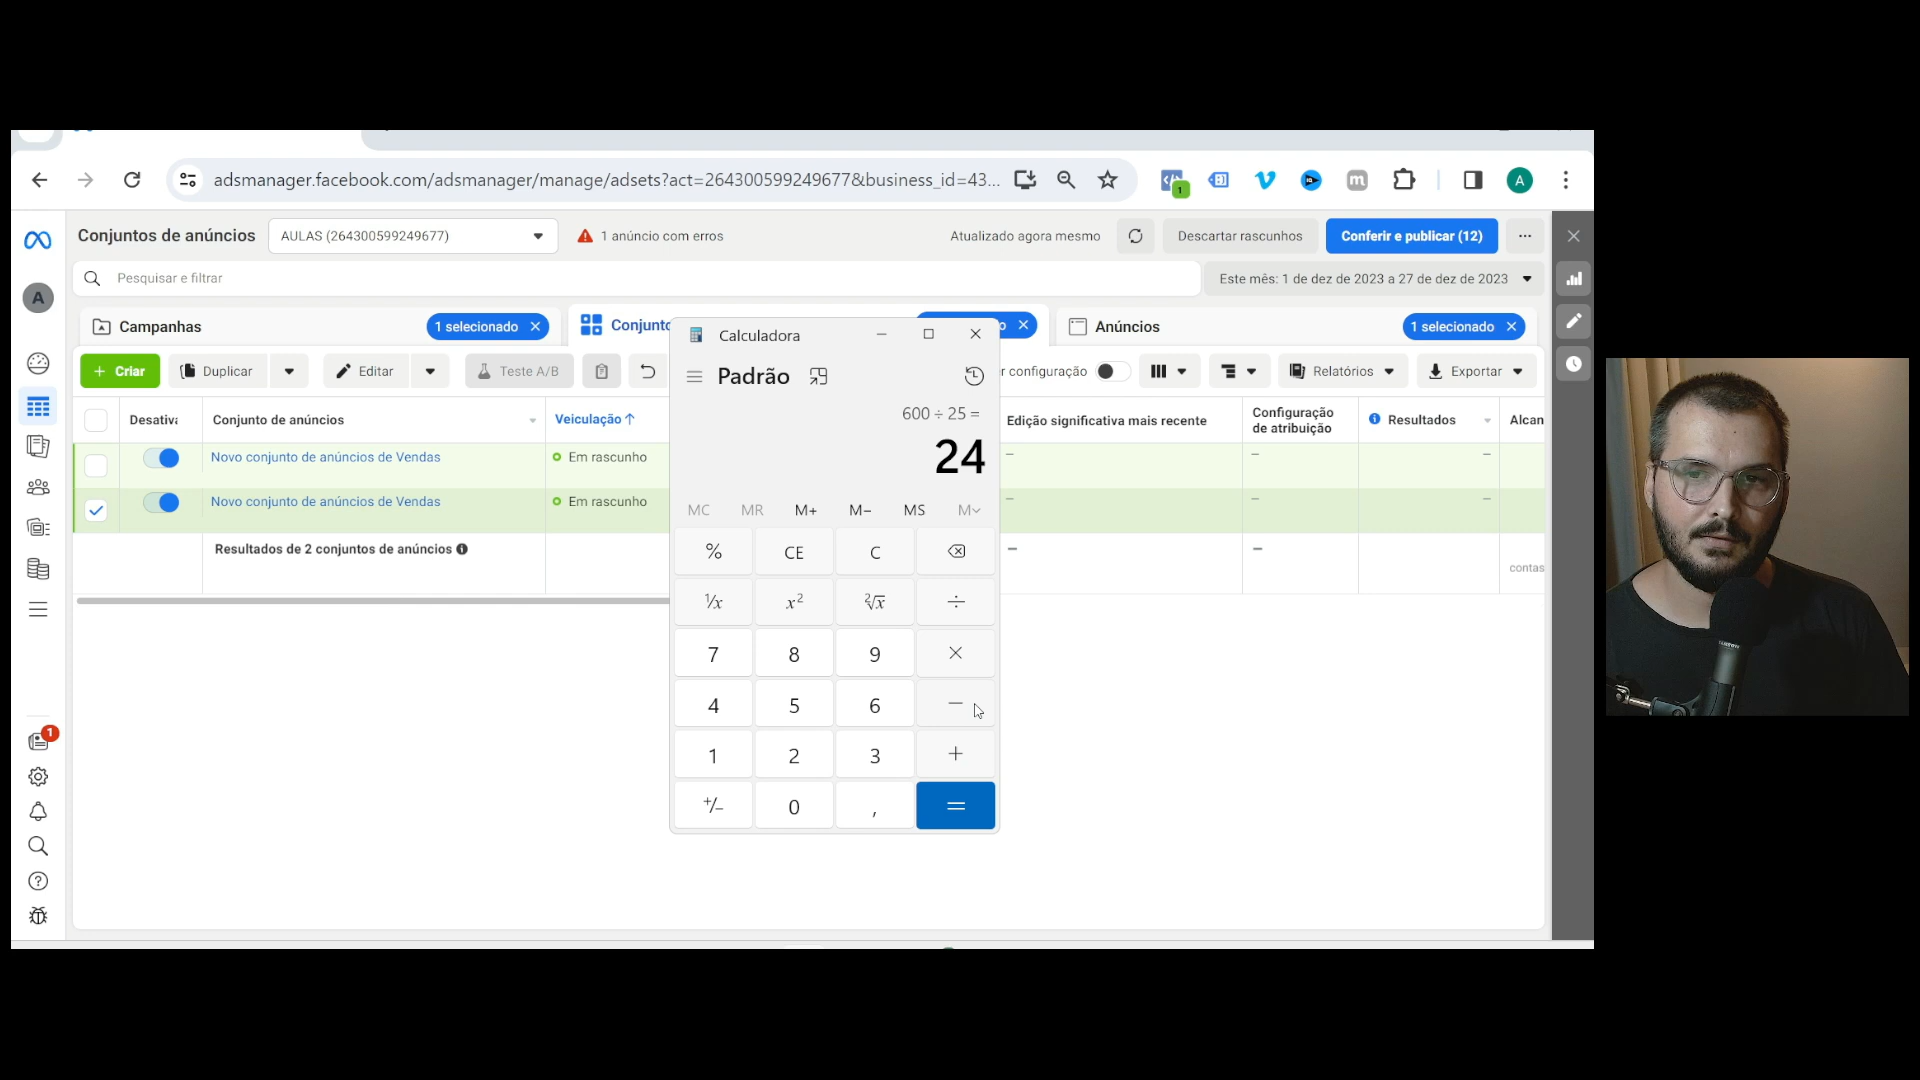 adsmanager.facebook.com/adsmanager/manage/adsets?act=264300599249677&business_id=43...
1
A
Conjuntos de anúncios
AULAS (264300599249677)
1 anúncio com erros
Atualizado agora mesmo
Descartar rascunhos
Conferir e publicar (12)
A
Pesquisar e filtrar
Este mês: 1 de dez de 2023 a 27 de dez de 2023
Campanhas
1 selecionado
Conjunto
o
Anúncios
1 selecionado
+ Criar
Duplicar
Editar
Teste A/B
r configuração
Relatórios
Exportar
Desativa
Conjunto de anúncios
Veiculação ↑
Edição significativa mais recente
Configuração
de atribuição
Resultados
Alcan
Novo conjunto de anúncios de Vendas
Em rascunho
–
–
–
Novo conjunto de anúncios de Vendas
Em rascunho
–
–
–
Resultados de 2 conjuntos de anúncios
–
–
contas
Calculadora
Padrão
600 ÷ 25 =
24
MC MR M+ M− MS M˅
% CE C
¹/x x² ²√x ÷
7 8 9 ×
4 5 6 −
1 2 3 +
+/− 0 , =
1